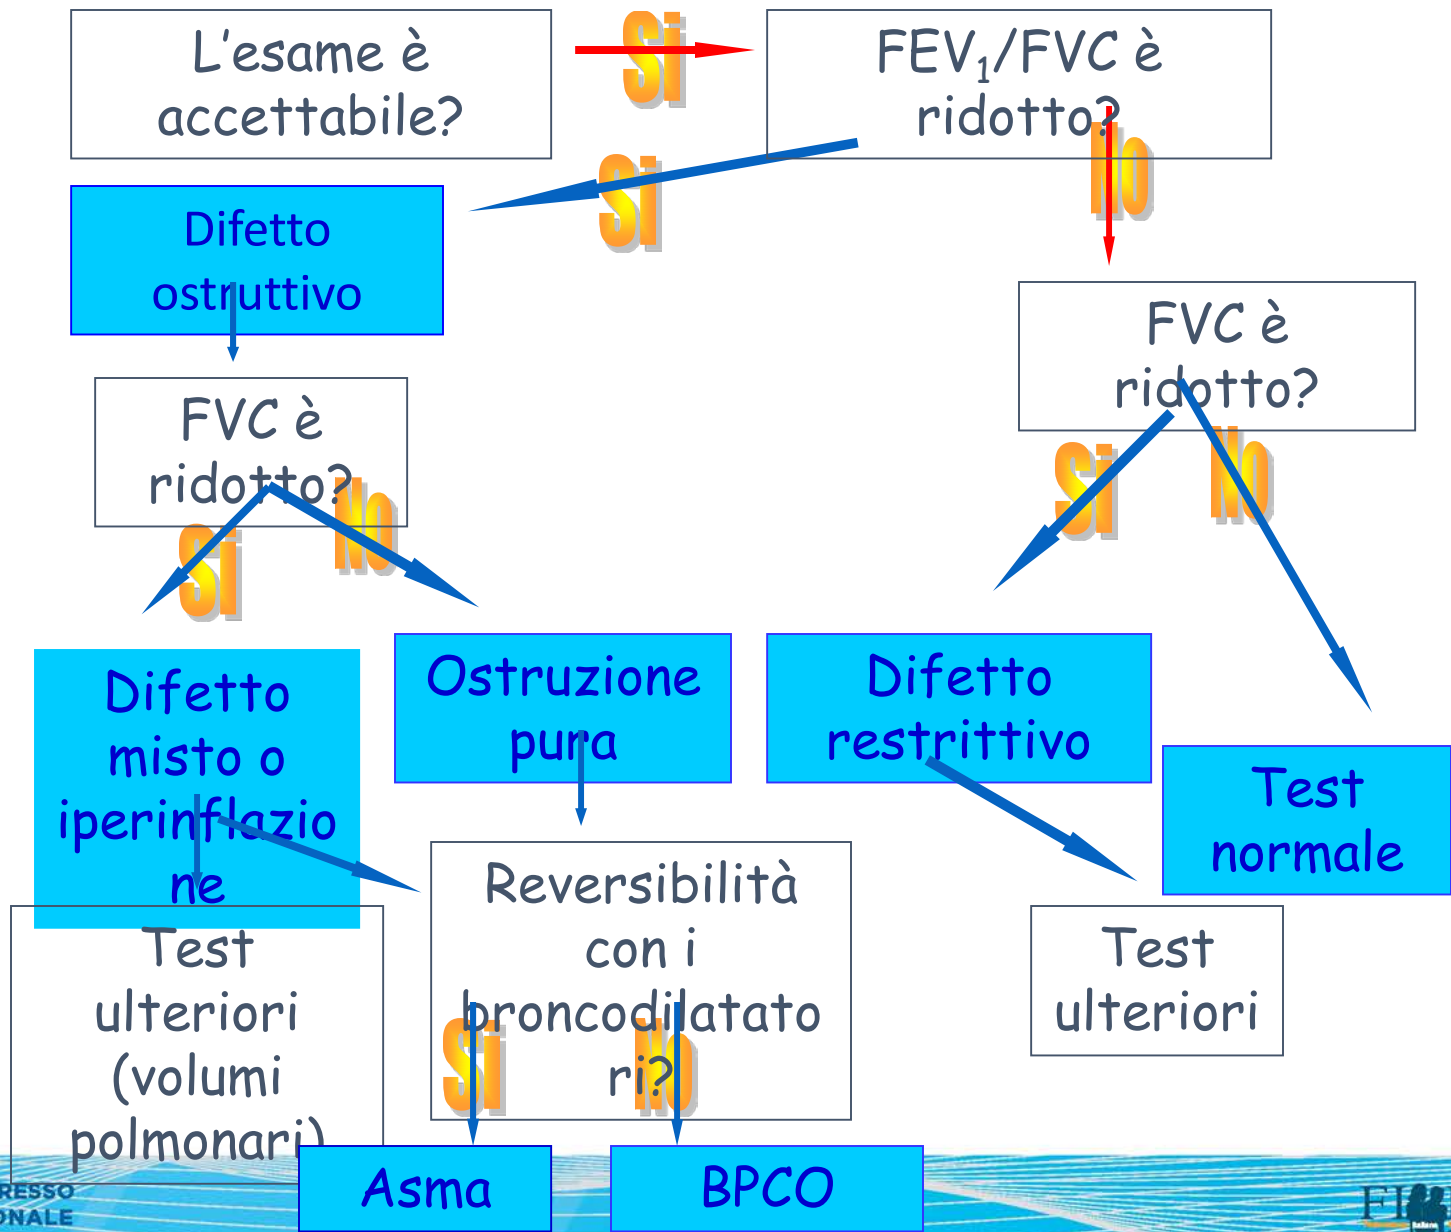 L'esame è
accettabile?
Si
FEV1/FVC è
ridotto?
Si
No
Difetto
ostruttivo
FVC è
ridotto?
FVC è
ridotto?
Si
No
Si
No
Difetto
misto o
iperinflazio
ne
Ostruzione
pura
Difetto
restrittivo
Test
normale
Test
ulteriori
(volumi
polmonari)
Reversibilità
con i
broncodilatato
ri?
Test
ulteriori
Si
No
Asma
BPCO
RESSO
ONALE